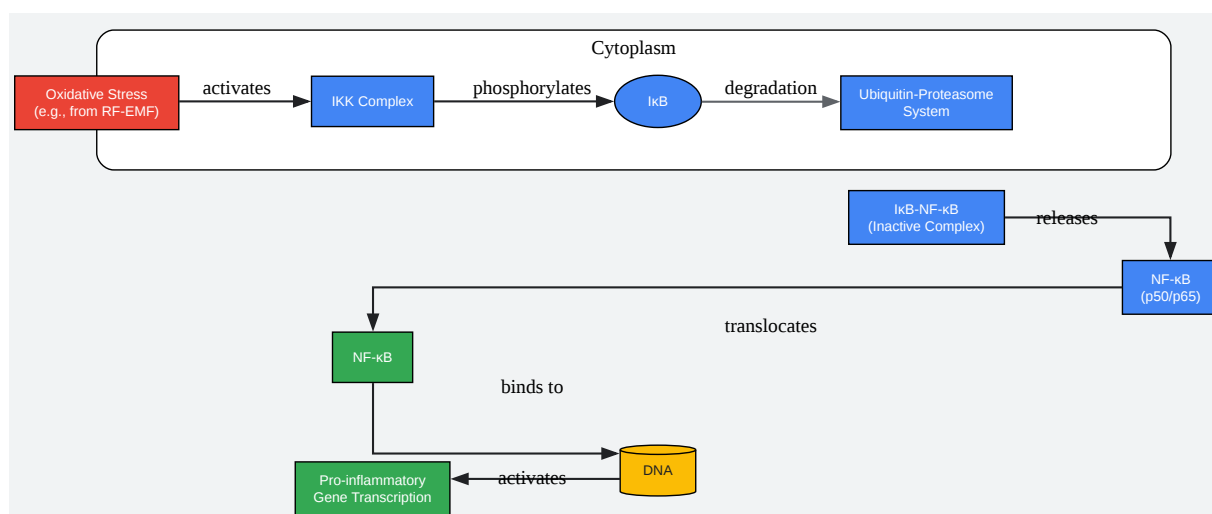 Cytoplasm
Oxidative Stress
(e.g., from RF-EMF)
activates
IKK Complex
phosphorylates
IκB
degradation
Ubiquitin-Proteasome
System
IκB-NF-κB
(Inactive Complex)
releases
NF-κB
(p50/p65)
translocates
NF-κB
binds to
DNA
activates
Pro-inflammatory
Gene Transcription